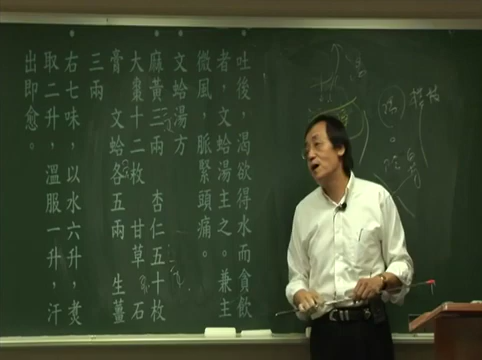 吐後，渴欲得水而貪飲
者，文蛤湯主之。兼主
微風，脈緊頭痛。
文蛤湯方
麻黃三兩　杏仁五十枚
大棗十二枚　甘草　石
膏　文蛤各五兩　生薑
三兩
右七味，以水六升，煑
取二升，溫服一升，汗
出即愈。